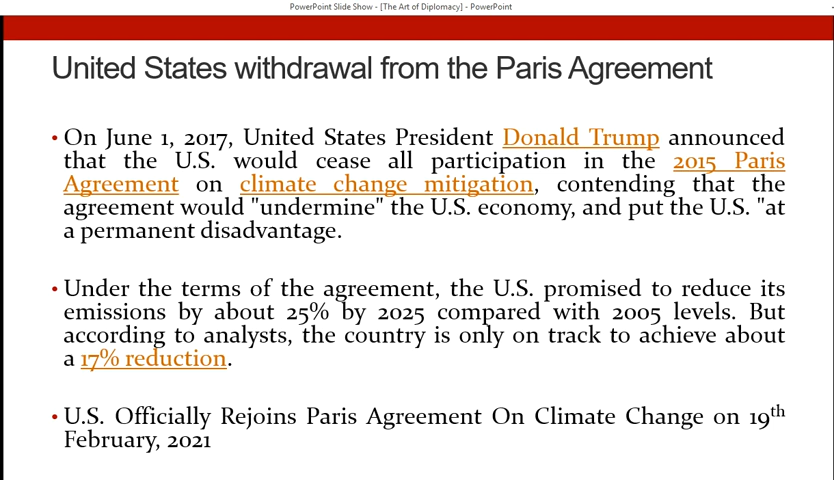 PowerPoint Slide Show - [The Art of Diplomacy] - PowerPoint
United States withdrawal from the Paris Agreement
• On June 1, 2017, United States President Donald Trump announced
that the U.S. would cease all participation in the 2015 Paris
Agreement on climate change mitigation, contending that the
agreement would "undermine" the U.S. economy, and put the U.S. "at
a permanent disadvantage.
• Under the terms of the agreement, the U.S. promised to reduce its
emissions by about 25% by 2025 compared with 2005 levels. But
according to analysts, the country is only on track to achieve about
a 17% reduction.
• U.S. Officially Rejoins Paris Agreement On Climate Change on 19th
February, 2021